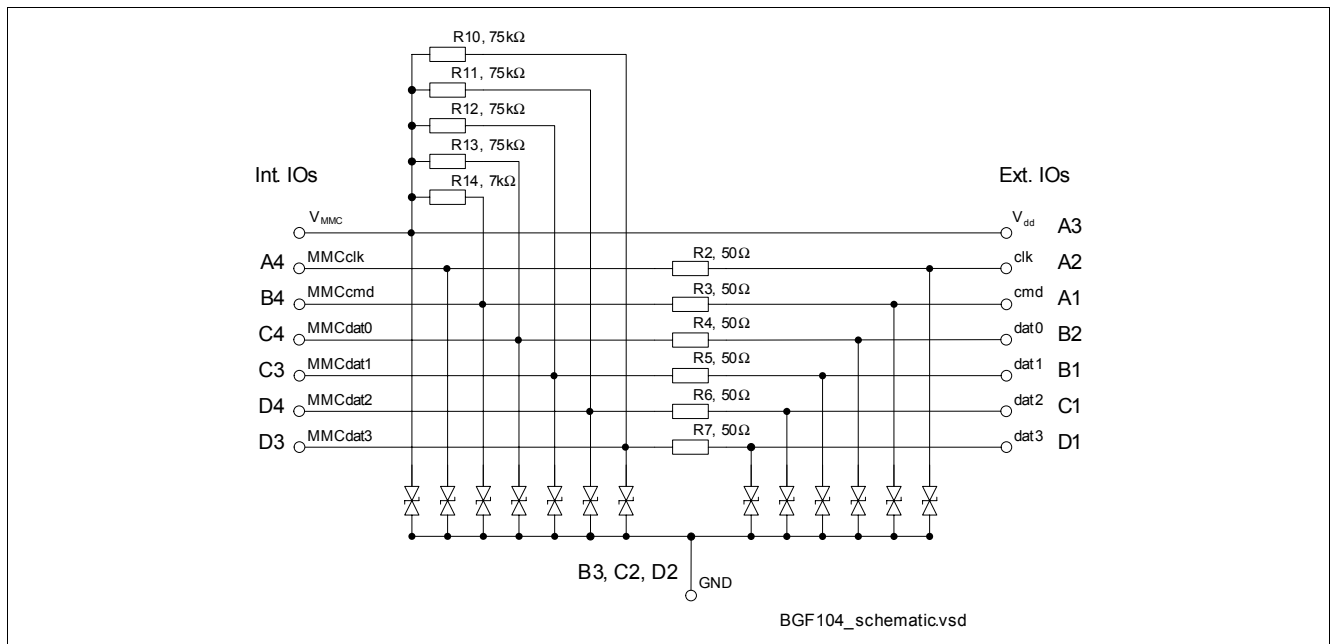 R10, 75kΩ
R11, 75kΩ
R12, 75kΩ
R13, 75kΩ
R14, 7kΩ
Int. IOs
Ext. IOs
VMMC
Vdd A3
A4 MMCclk R2, 50Ω clk A2
B4 MMCcmd R3, 50Ω cmd A1
C4 MMCdat0 R4, 50Ω dat0 B2
C3 MMCdat1 R5, 50Ω dat1 B1
D4 MMCdat2 R6, 50Ω dat2 C1
D3 MMCdat3 R7, 50Ω dat3 D1
B3, C2, D2
GND
BGF104_schematic.vsd